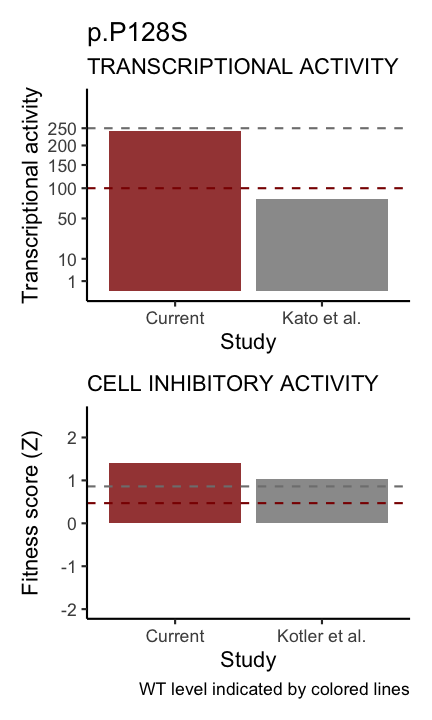 p.P128S
TRANSCRIPTIONAL ACTIVITY
Transcriptional activity
250
200
150
100
50
10
1
Current
Kato et al.
Study
CELL INHIBITORY ACTIVITY
Fitness score (Z)
2
1
0
-1
-2
Current
Kotler et al.
Study
WT level indicated by colored lines